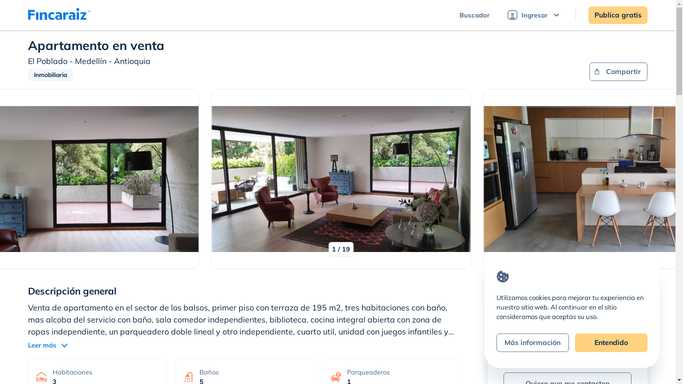 Fincaraiz
Buscador
Ingresar
Publica gratis
Apartamento en venta
El Poblado - Medellín - Antioquia
Inmobiliaria
Compartir
1 / 19
Descripción general
Venta de apartamento en el sector de los balsos, primer piso con terraza de 195 m2, tres habitaciones con baño,
mas alcoba del servicio con baño, sala comedor independientes, biblioteca, cocina integral abierta con zona de
ropas independiente, un parqueadero doble lineal y otro independiente, cuarto util, unidad con juegos infantiles y...
Leer más
Habitaciones
3
Baños
5
Parqueaderos
1
Utilizamos cookies para mejorar tu experiencia en
nuestro sitio web. Al continuar en el sitio
consideramos que aceptas su uso.
Más información
Entendido
Quiero que me contacten